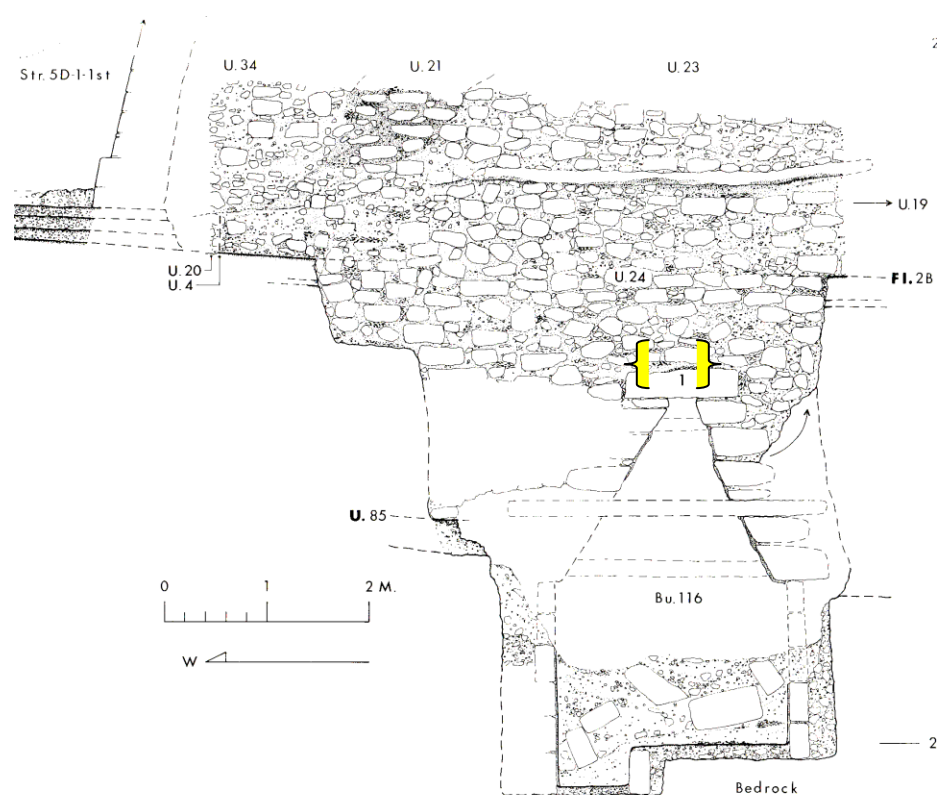 2
U. 34
U. 21
U. 23
Str. 5D-1-1st
U. 19
U. 20
U. 4
U. 24
Fl. 2B
1
U. 85
0 1 2 M.
Bu. 116
W
2
Bedrock